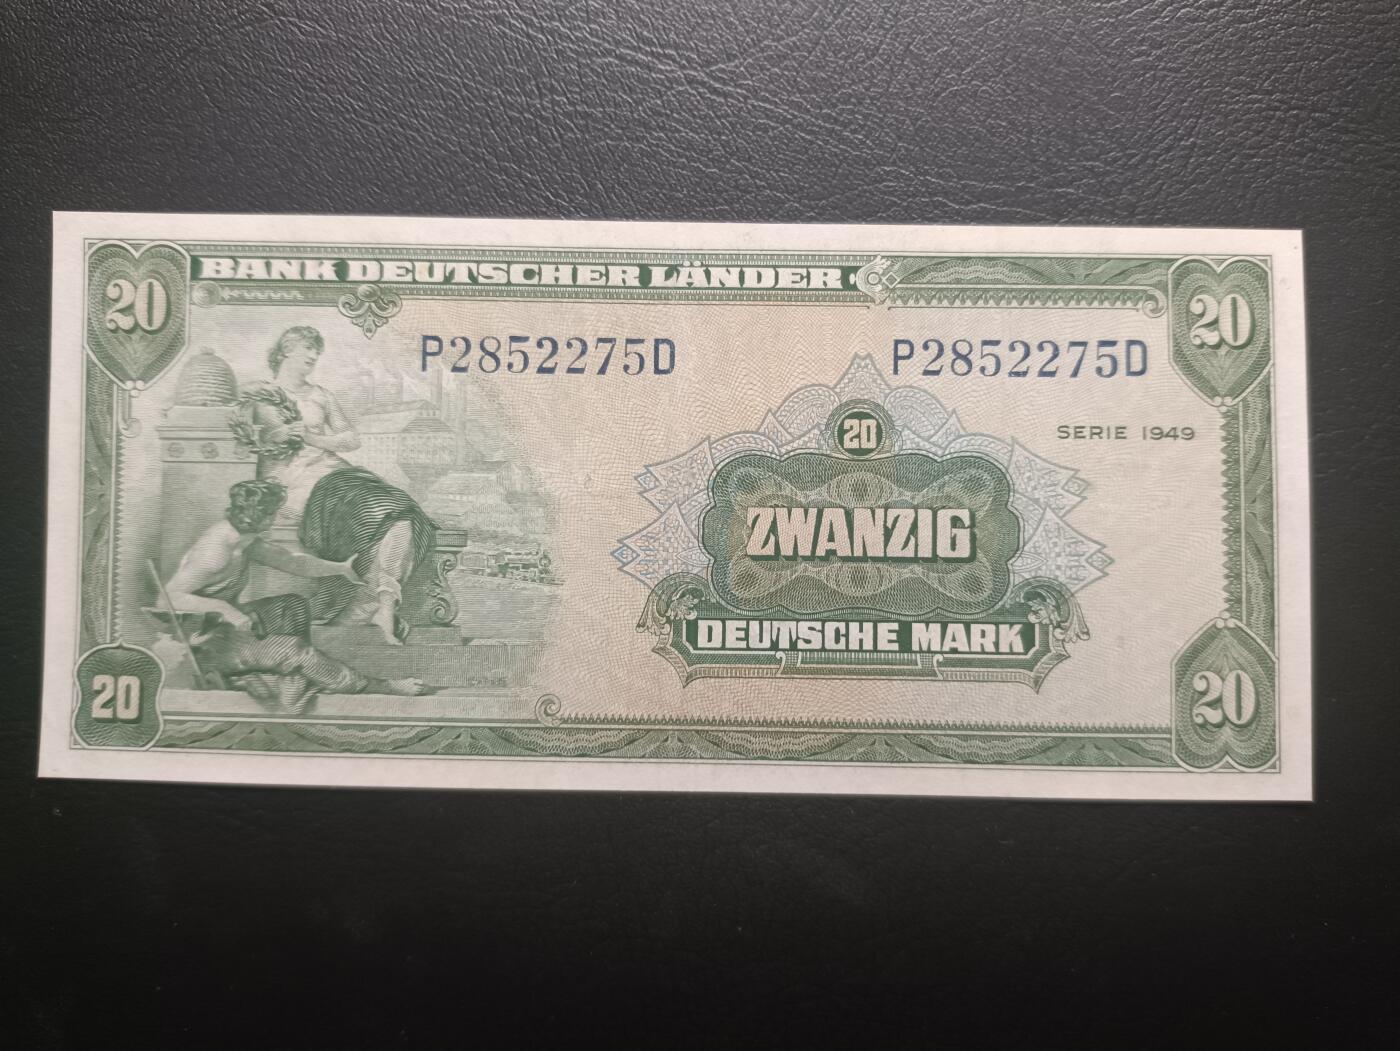 BANK DEUTSCHER LÄNDER
20
20
P2852275D
P2852275D
SERIE 1949
20
ZWANZIG
DEUTSCHE MARK
20
20